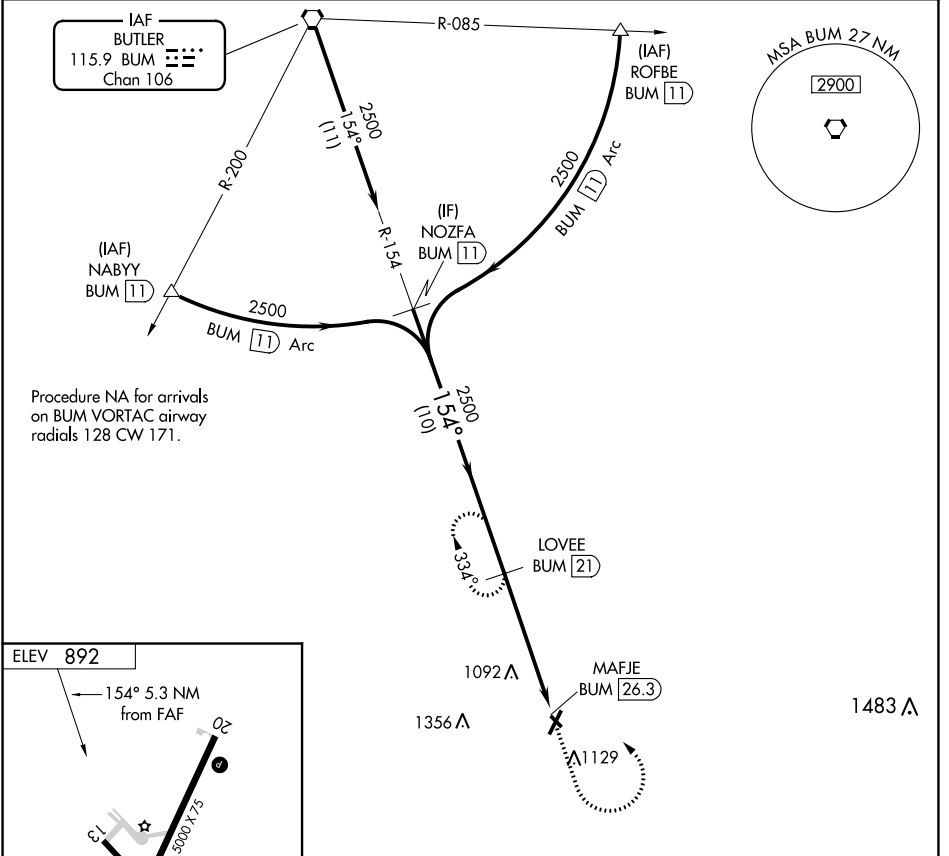 IAF
BUTLER
115.9 BUM
Chan 106
R-085
(IAF)
ROFBE
BUM 11
MSA BUM 27 NM
2900
2500
154°
(11)
R-200
2500
BUM 11 Arc
(IF)
NOZFA
BUM 11
R-154
(IAF)
NABYY
BUM 11
2500
BUM 11 Arc
Procedure NA for arrivals
on BUM VORTAC airway
radials 128 CW 171.
2500
154°
(10)
334°
LOVEE
BUM 21
1092
MAFJE
BUM 26.3
1356
1483
1129
ELEV 892
154° 5.3 NM
from FAF
20
P
5000 X 75
13